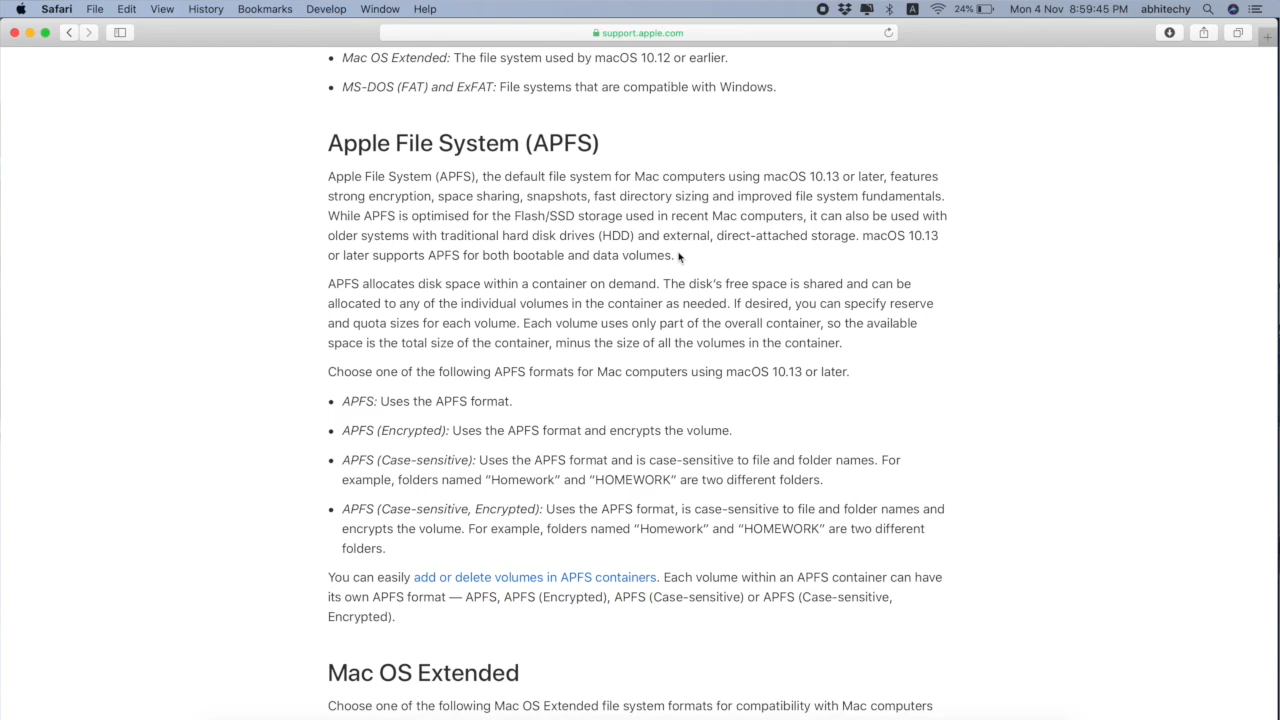 Safari File Edit View History Bookmarks Develop Window Help 24% Mon 4 Nov 8:59:45 PM abhitechy
support.apple.com
• Mac OS Extended: The file system used by macOS 10.12 or earlier.
• MS-DOS (FAT) and ExFAT: File systems that are compatible with Windows.
Apple File System (APFS)
Apple File System (APFS), the default file system for Mac computers using macOS 10.13 or later, features
strong encryption, space sharing, snapshots, fast directory sizing and improved file system fundamentals.
While APFS is optimised for the Flash/SSD storage used in recent Mac computers, it can also be used with
older systems with traditional hard disk drives (HDD) and external, direct-attached storage. macOS 10.13
or later supports APFS for both bootable and data volumes.
APFS allocates disk space within a container on demand. The disk’s free space is shared and can be
allocated to any of the individual volumes in the container as needed. If desired, you can specify reserve
and quota sizes for each volume. Each volume uses only part of the overall container, so the available
space is the total size of the container, minus the size of all the volumes in the container.
Choose one of the following APFS formats for Mac computers using macOS 10.13 or later.
• APFS: Uses the APFS format.
• APFS (Encrypted): Uses the APFS format and encrypts the volume.
• APFS (Case-sensitive): Uses the APFS format and is case-sensitive to file and folder names. For
example, folders named “Homework” and “HOMEWORK” are two different folders.
• APFS (Case-sensitive, Encrypted): Uses the APFS format, is case-sensitive to file and folder names and
encrypts the volume. For example, folders named “Homework” and “HOMEWORK” are two different
folders.
You can easily add or delete volumes in APFS containers. Each volume within an APFS container can have
its own APFS format — APFS, APFS (Encrypted), APFS (Case-sensitive) or APFS (Case-sensitive,
Encrypted).
Mac OS Extended
Choose one of the following Mac OS Extended file system formats for compatibility with Mac computers